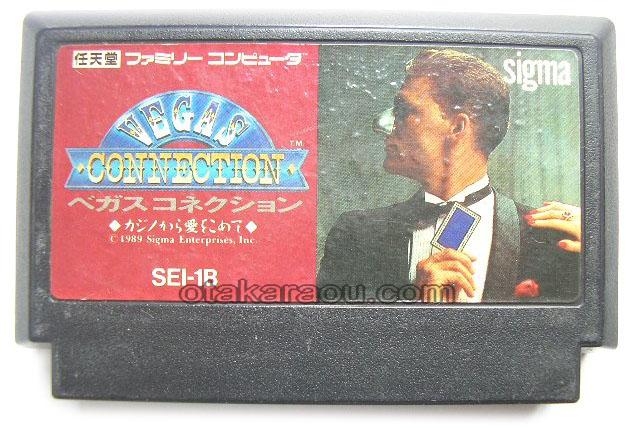 任天堂 ファミリー コンピュータ
sigma
VEGAS
CONNECTION
TM
ベガスコネクション
◆カジノから愛をこめて◆
© 1989 Sigma Enterprises, Inc.
SEI-1R
otakaraou.com